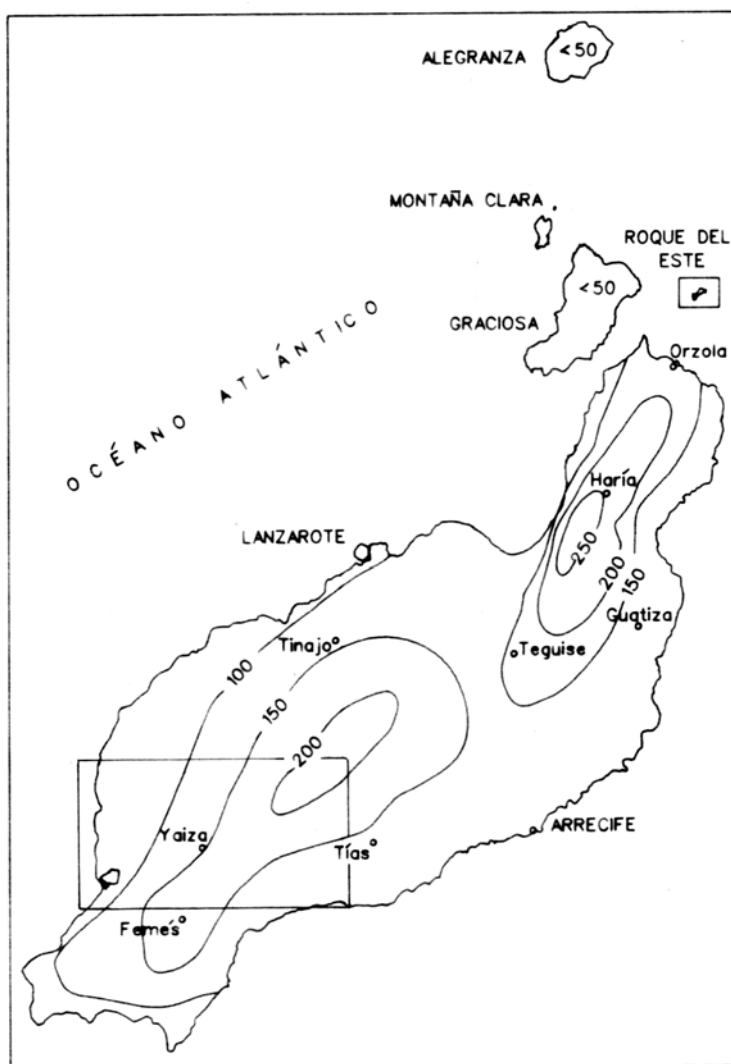 ALEGRANZA
<50
MONTAÑA CLARA
ROQUE DEL
ESTE
<50
GRACIOSA
Orzola
OCÉANO ATLÁNTICO
Haría
LANZAROTE
250
200
150
Guatiza
Tinajo
Teguise
100
150
200
Yaiza
Tías
ARRECIFE
Femés